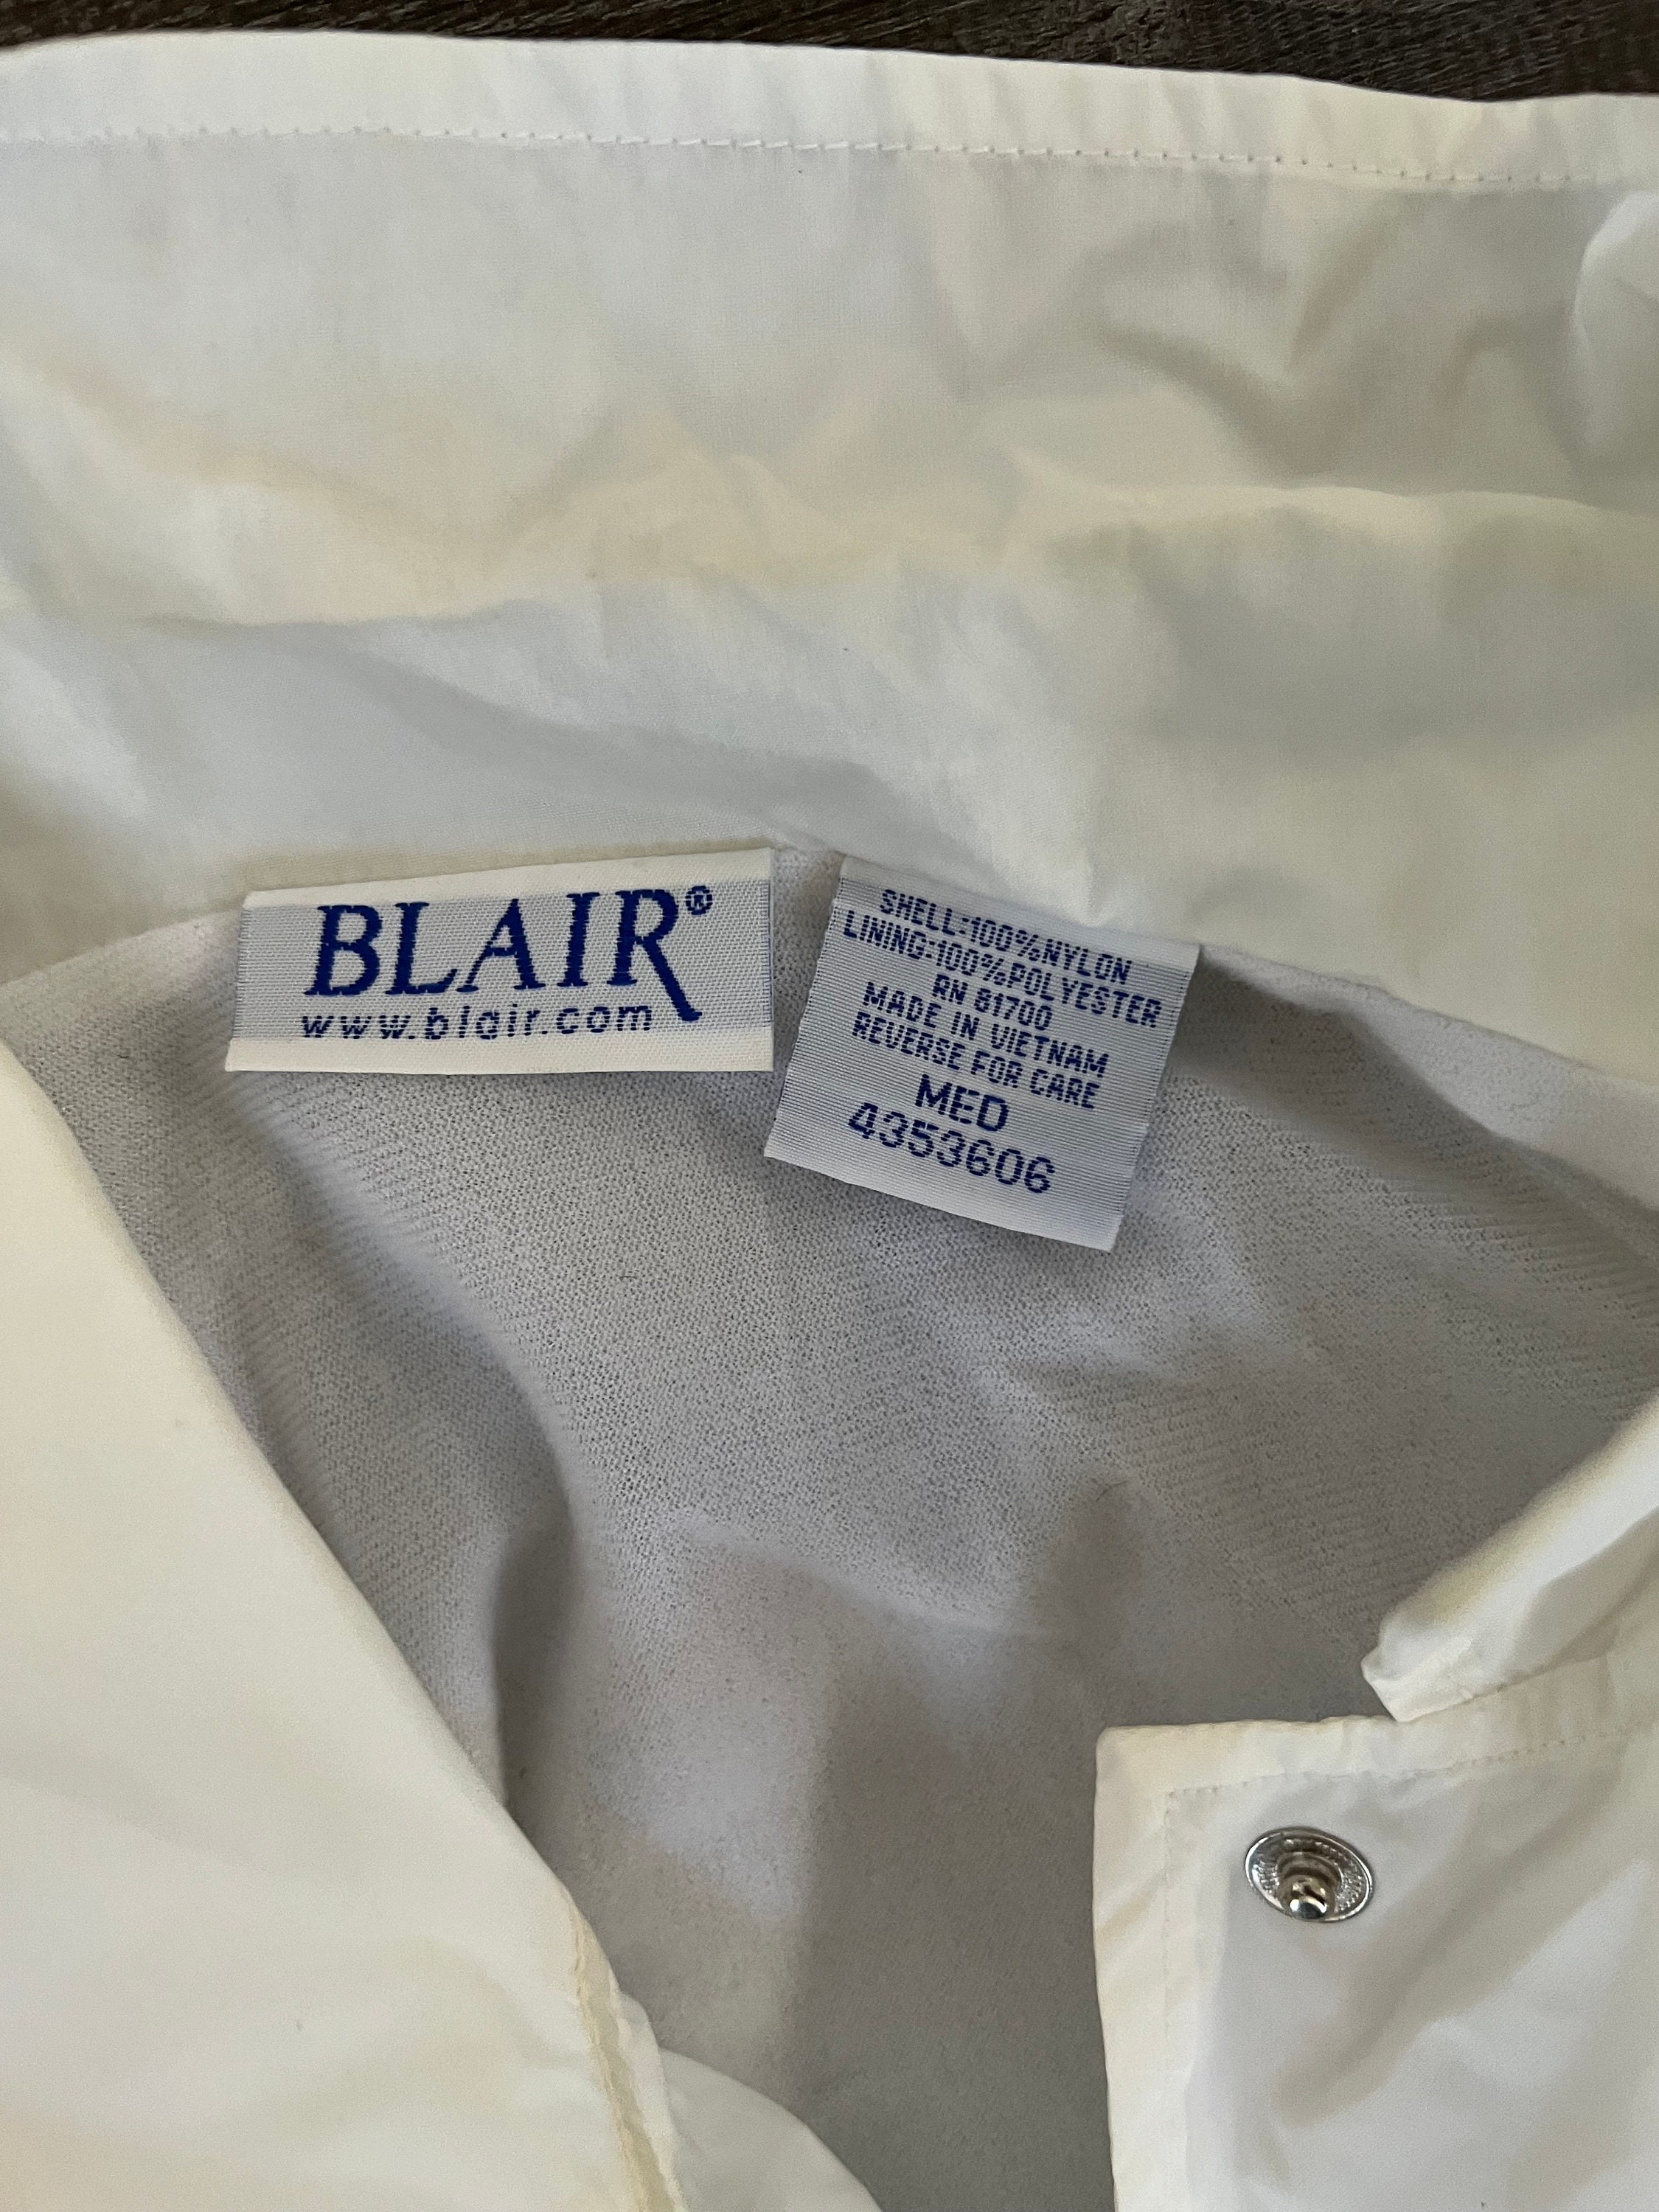 BLAIR®
www.blair.com
SHELL:100%NYLON
LINING:100%POLYESTER
RN 81700
MADE IN VIETNAM
REVERSE FOR CARE
MED
4353606